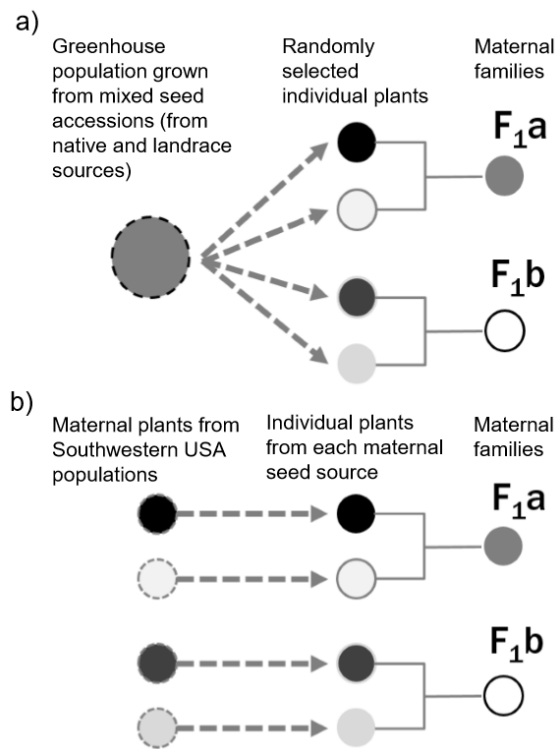 a)
Greenhouse
population grown
from mixed seed
accessions (from
native and landrace
sources)
Randomly
selected
individual plants
Maternal
families
F₁a
F₁b
b)
Maternal plants from
Southwestern USA
populations
Individual plants
from each maternal
seed source
Maternal
families
F₁a
F₁b